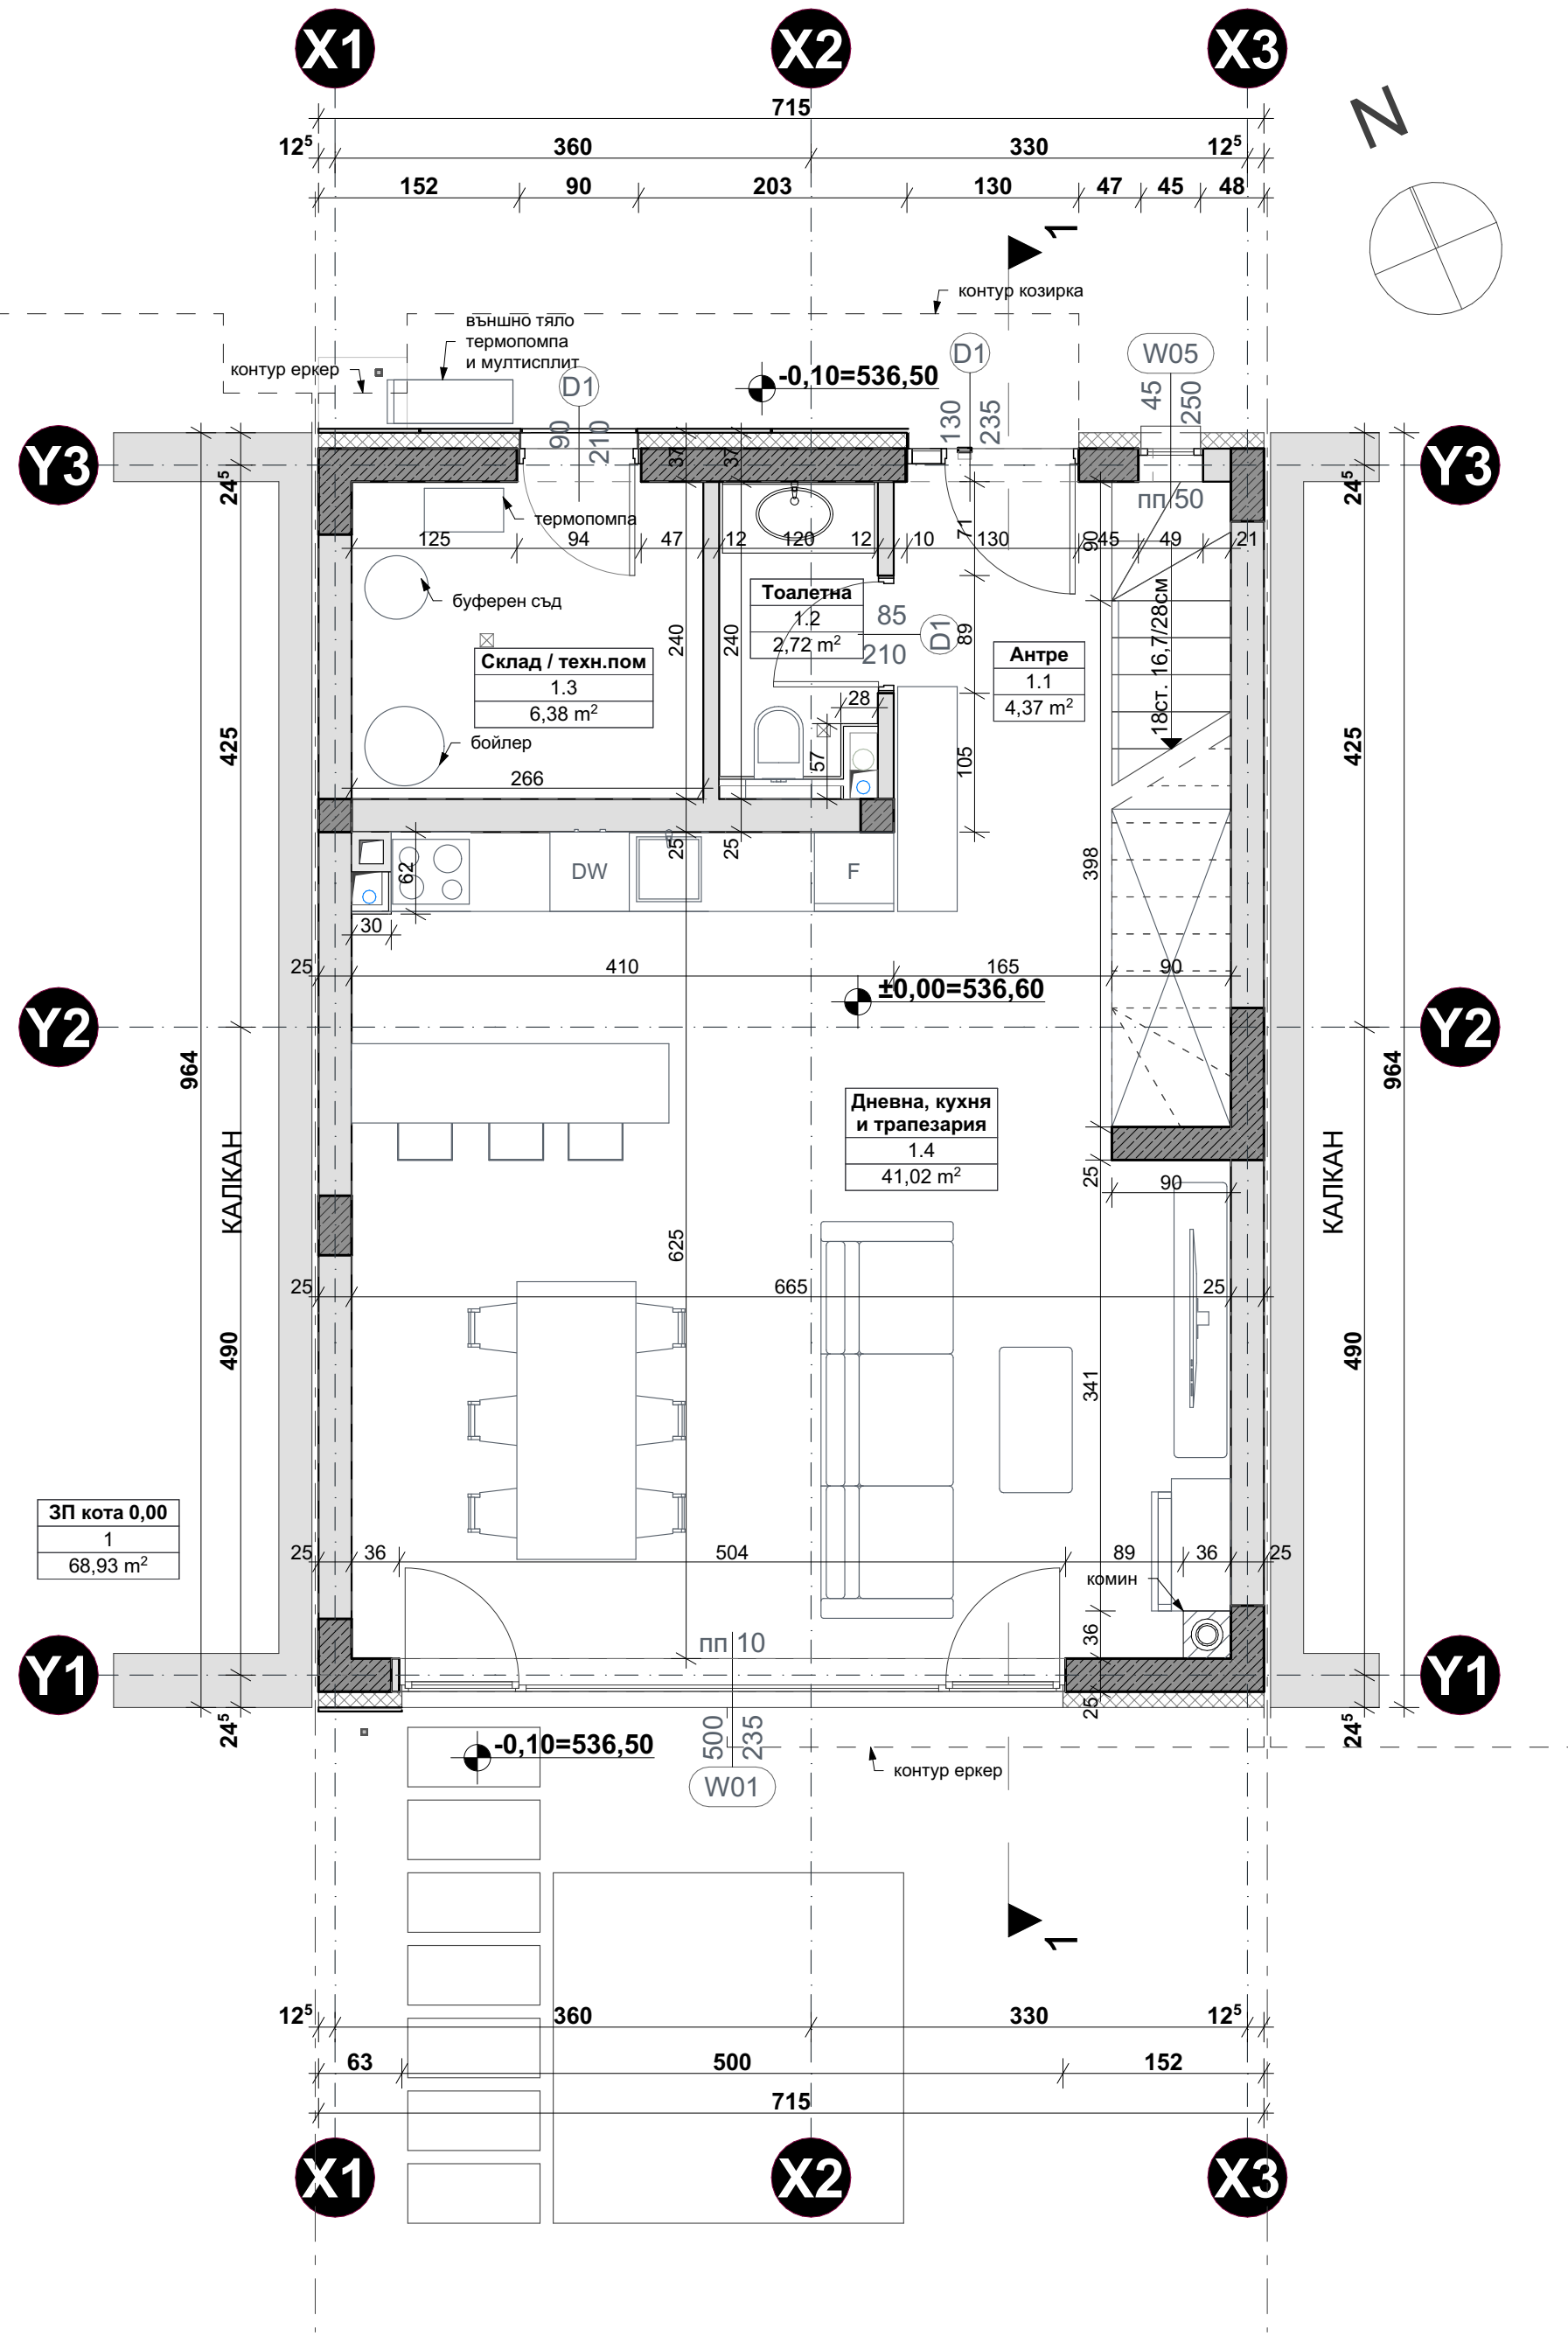 X1
X2
X3
N
715
12⁵
360
330
12⁵
152
90
203
130
47
45
48
1
контур козирка
външно тяло
термопомпа
и мултисплит
контур еркер
D1
D1
W05
-0,10=536,50
90
210
130
235
45
250
Y3
Y3
24⁵
24⁵
37
37
пп 50
термопомпа
125
94
47
12
120
12
10
130
45
49
21
71
90
буферен съд
Тоалетна
1.2
2,72 m²
85
210
D1
89
18ст. 16,7/28см
240
240
Склад / техн.пом
1.3
6,38 m²
Антре
1.1
4,37 m²
28
бойлер
57
105
425
425
266
25
25
62
DW
F
398
30
25
410
165
90
±0,00=536,60
Y2
Y2
964
964
КАЛКАН
КАЛКАН
Дневна, кухня
и трапезария
1.4
41,02 m²
25
90
625
25
665
25
490
490
341
ЗП кота 0,00
1
68,93 m²
25
36
504
89
36
25
комин
36
пп 10
Y1
Y1
24⁵
24⁵
25
-0,10=536,50
500
235
W01
контур еркер
1
12⁵
360
330
12⁵
63
500
152
715
X1
X2
X3